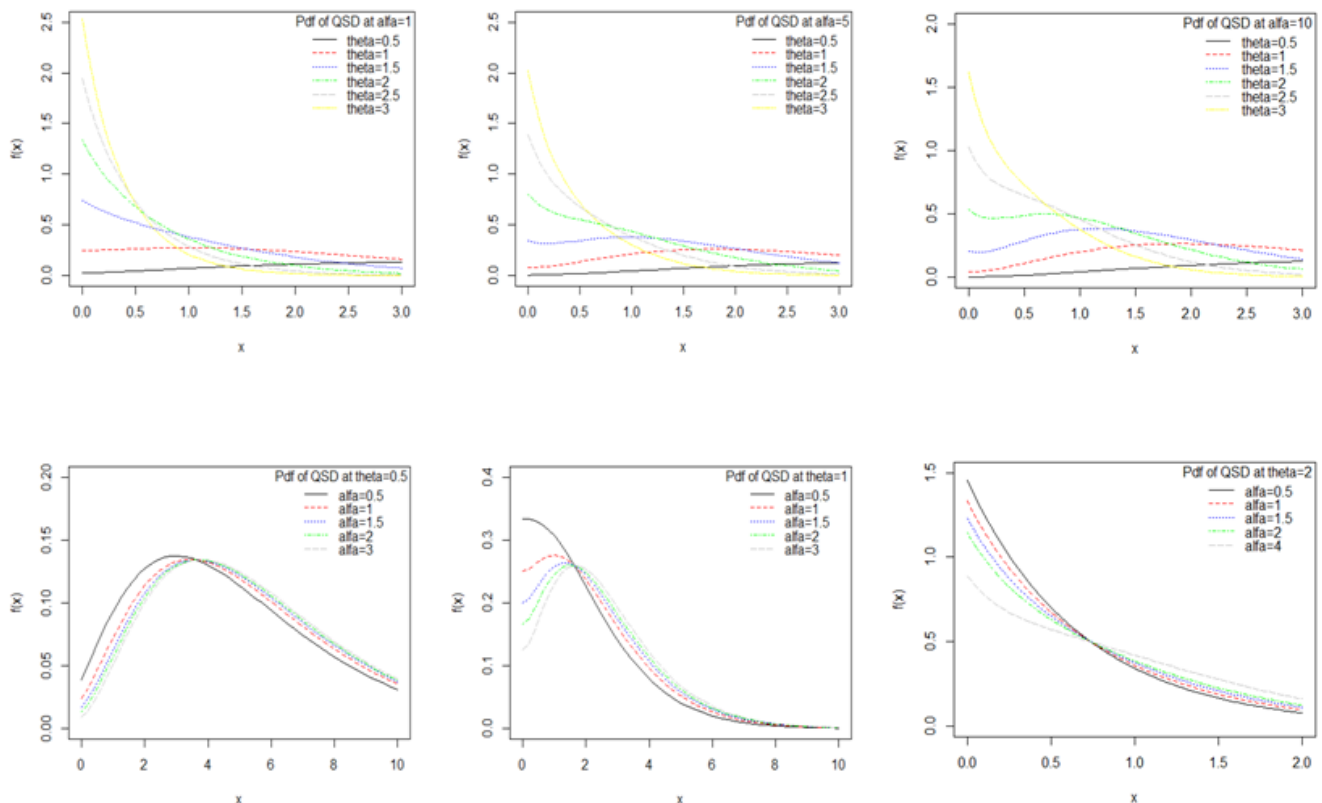 Pdf of QSD at alfa=1
theta=0.5
theta=1
theta=1.5
theta=2
theta=2.5
theta=3
f(x)
2.5
2.0
1.5
1.0
0.5
0.0
0.0 0.5 1.0 1.5 2.0 2.5 3.0
x
Pdf of QSD at alfa=5
theta=0.5
theta=1
theta=1.5
theta=2
theta=2.5
theta=3
f(x)
2.5
2.0
1.5
1.0
0.5
0.0
0.0 0.5 1.0 1.5 2.0 2.5 3.0
x
Pdf of QSD at alfa=10
theta=0.5
theta=1
theta=1.5
theta=2
theta=2.5
theta=3
f(x)
2.0
1.5
1.0
0.5
0.0
0.0 0.5 1.0 1.5 2.0 2.5 3.0
x
Pdf of QSD at theta=0.5
alfa=0.5
alfa=1
alfa=1.5
alfa=2
alfa=3
f(x)
0.20
0.15
0.10
0.05
0.00
0 2 4 6 8 10
x
Pdf of QSD at theta=1
alfa=0.5
alfa=1
alfa=1.5
alfa=2
alfa=3
f(x)
0.4
0.3
0.2
0.1
0.0
0 2 4 6 8 10
x
Pdf of QSD at theta=2
alfa=0.5
alfa=1
alfa=1.5
alfa=2
alfa=4
f(x)
1.5
1.0
0.5
0.0
0.0 0.5 1.0 1.5 2.0
x